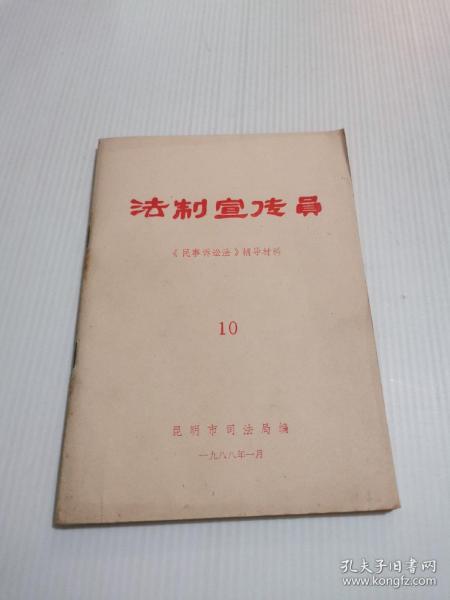 法制宣传員
《民事诉讼法》辅导材料
10
昆明市司法局编
一九八八年一月
孔夫子旧书网
www.kongfz.com